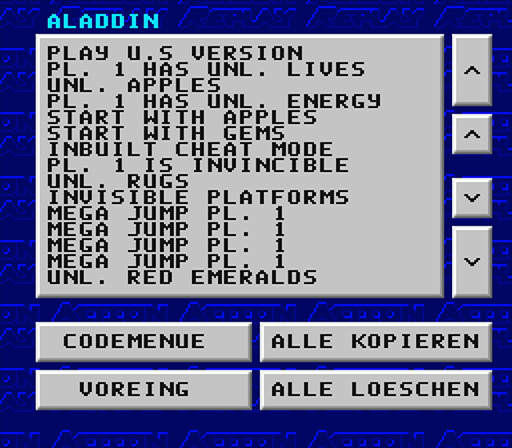 ALADDIN
PLAY U.S VERSION
PL. 1 HAS UNL. LIVES
UNL. APPLES
PL. 1 HAS UNL. ENERGY
START WITH APPLES
START WITH GEMS
INBUILT CHEAT MODE
PL. 1 IS INVINCIBLE
UNL. RUGS
INVISIBLE PLATFORMS
MEGA JUMP PL. 1
MEGA JUMP PL. 1
MEGA JUMP PL. 1
MEGA JUMP PL. 1
UNL. RED EMERALDS
CODEMENUE
ALLE KOPIEREN
VOREING
ALLE LOESCHEN